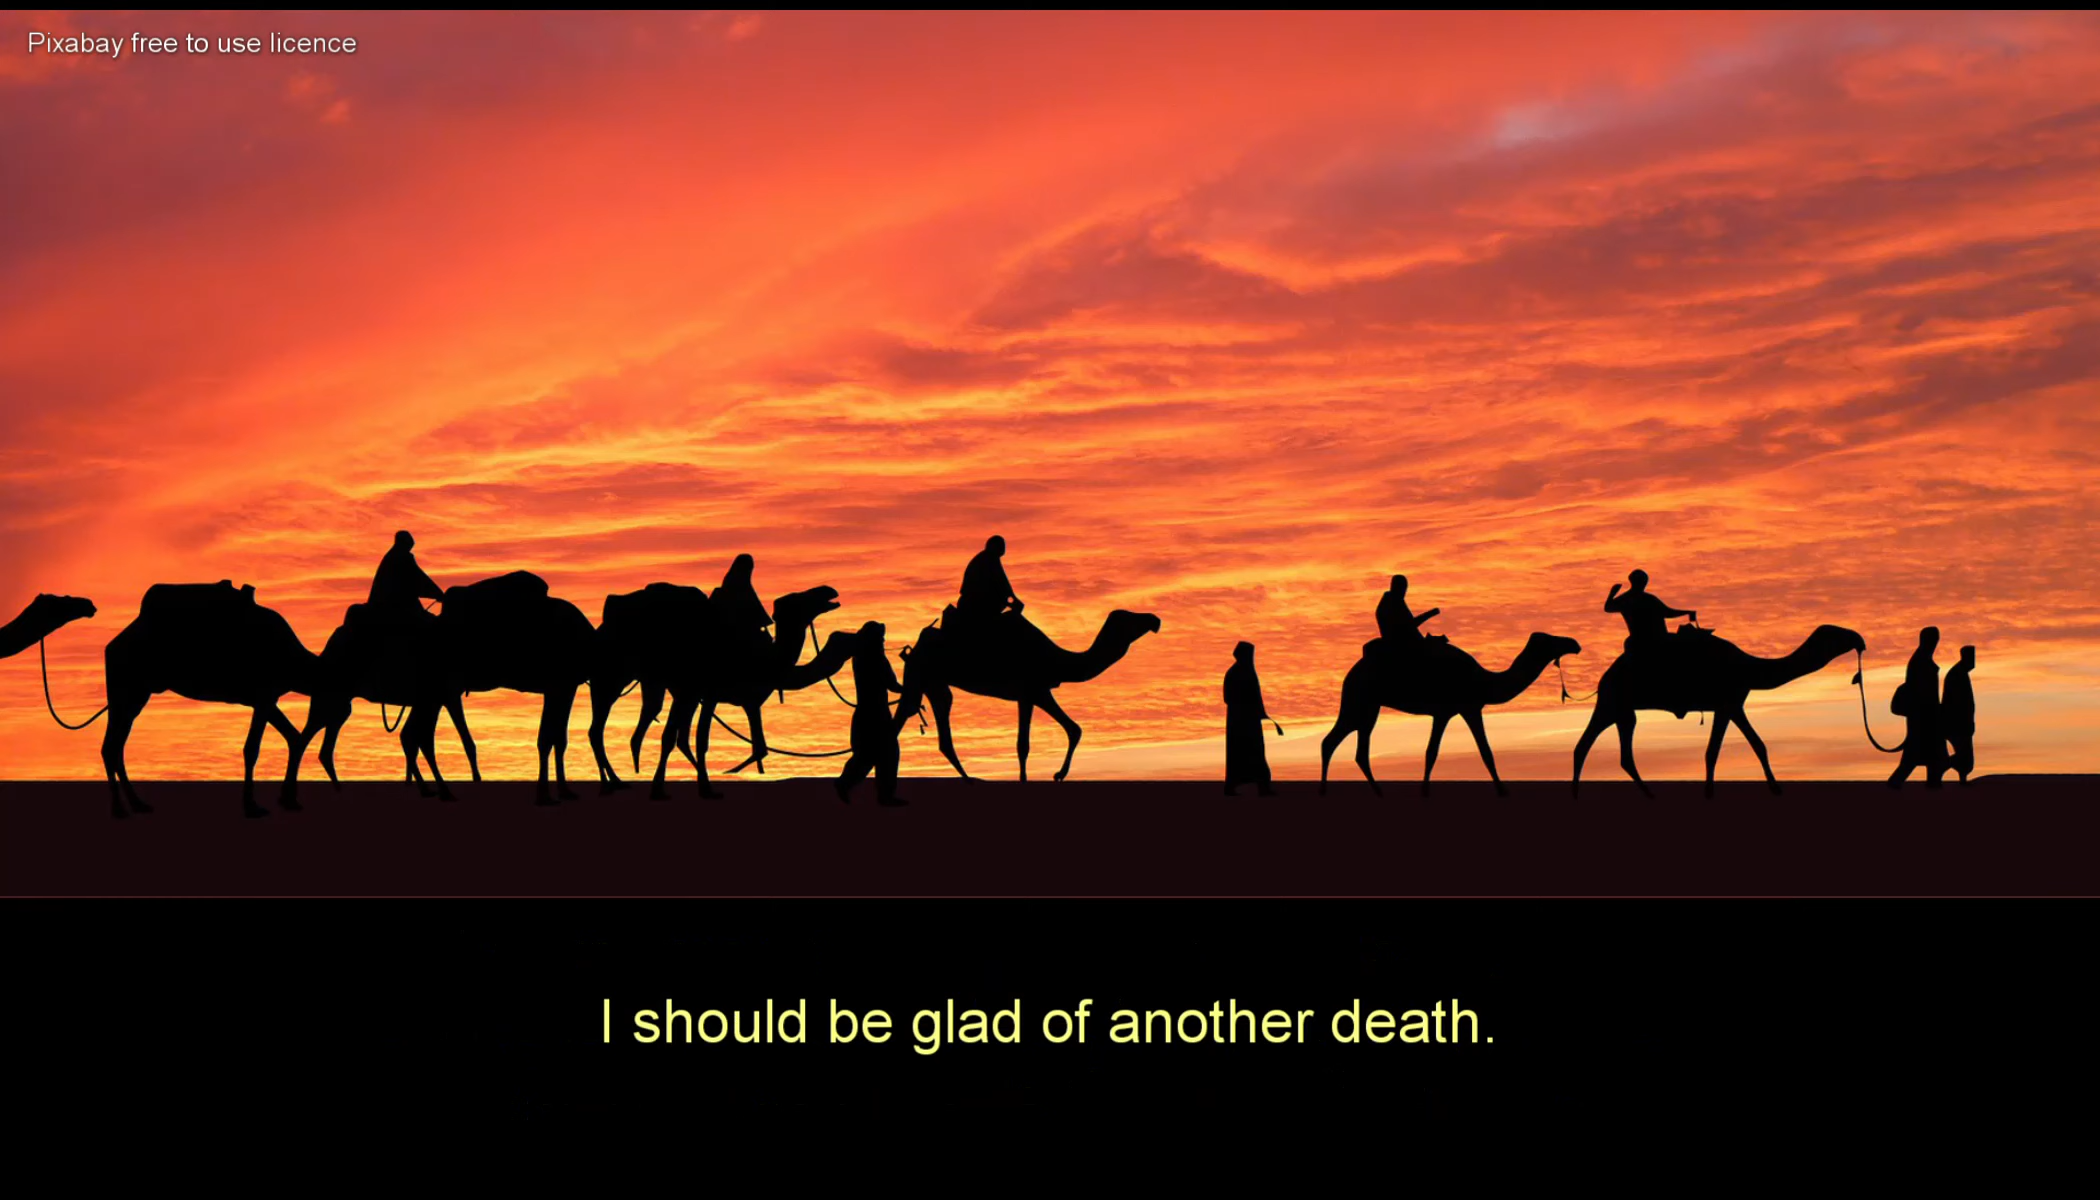 Pixabay free to use licence
I should be glad of another death.